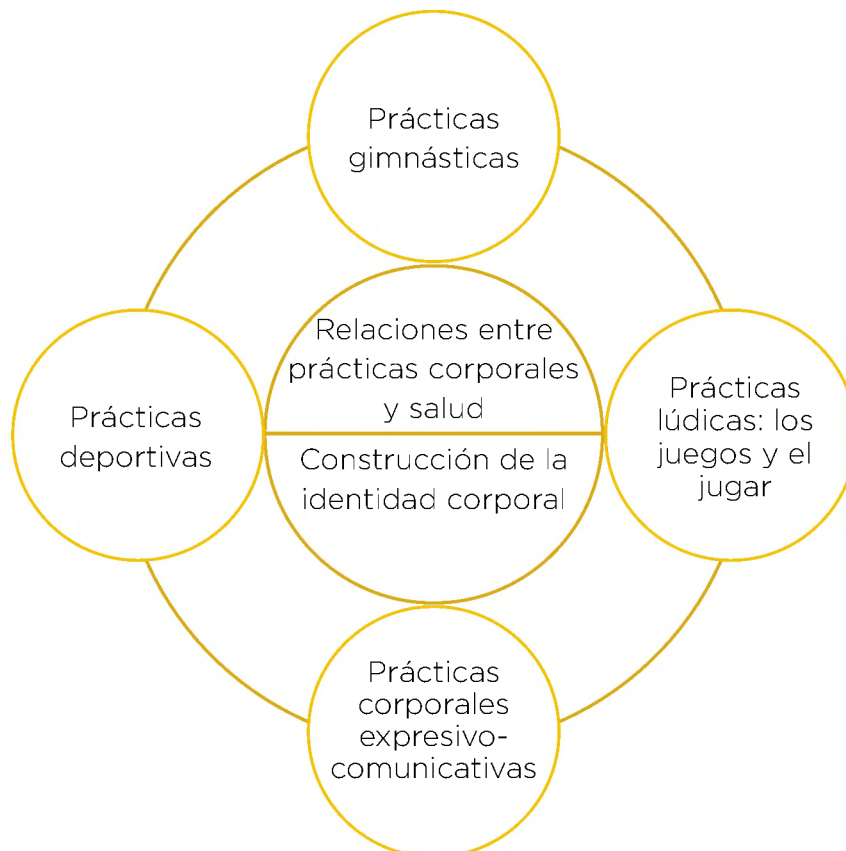 Prácticas
gimnásticas
Relaciones entre
prácticas corporales
y salud
Construcción de la
identidad corporal
Prácticas
deportivas
Prácticas
lúdicas: los
juegos y el
jugar
Prácticas
corporales
expresivo-
comunicativas